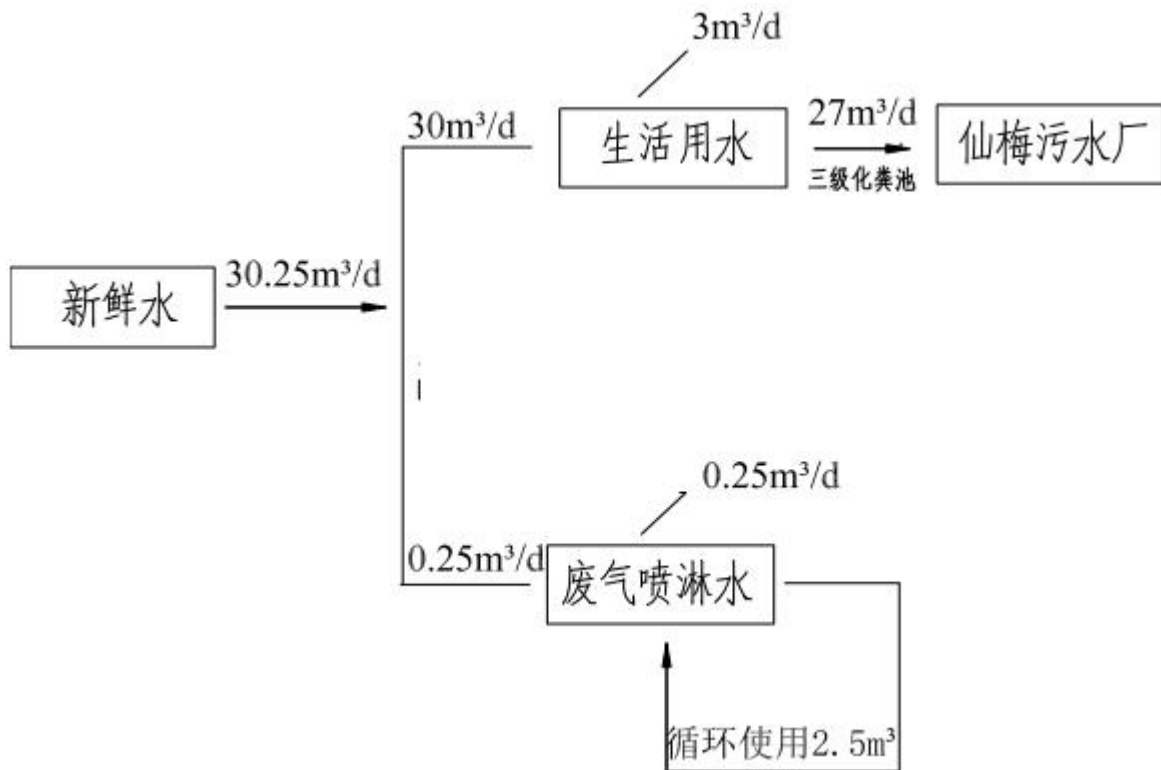 3m³/d
30m³/d
生活用水
27m³/d
三级化粪池
仙梅污水厂
新鲜水
30.25m³/d
0.25m³/d
0.25m³/d
废气喷淋水
循环使用2.5m³